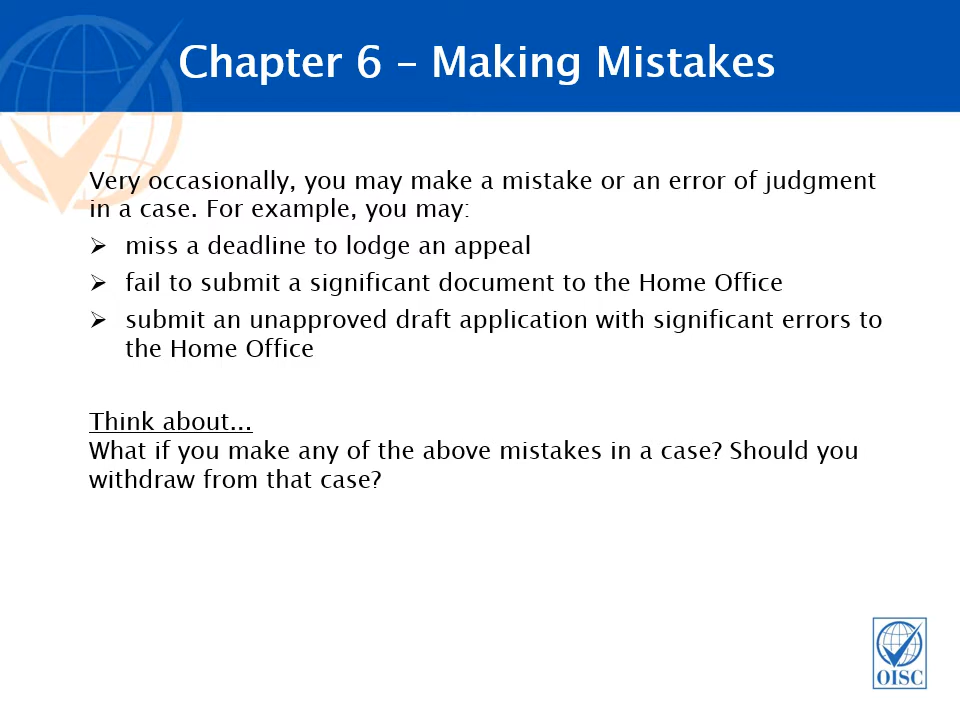 Chapter 6 – Making Mistakes
Very occasionally, you may make a mistake or an error of judgment
in a case. For example, you may:
➢ miss a deadline to lodge an appeal
➢ fail to submit a significant document to the Home Office
➢ submit an unapproved draft application with significant errors to
the Home Office
Think about...
What if you make any of the above mistakes in a case? Should you
withdraw from that case?
OISC